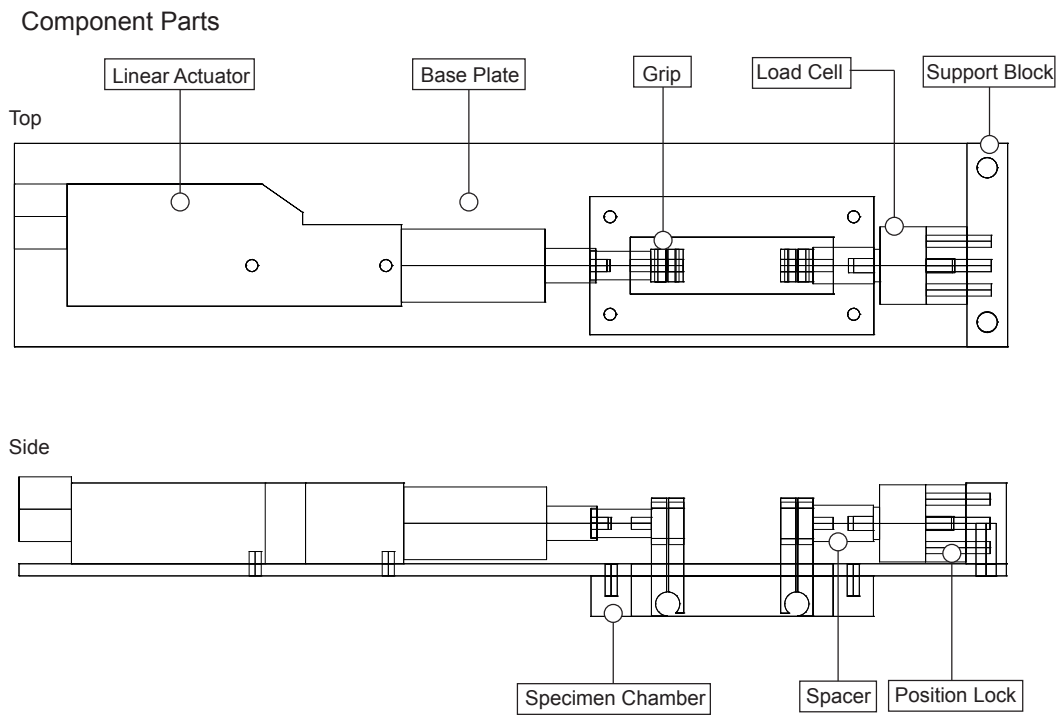 Component Parts
Linear Actuator
Base Plate
Grip
Load Cell
Support Block
Top
Side
Specimen Chamber
Spacer
Position Lock